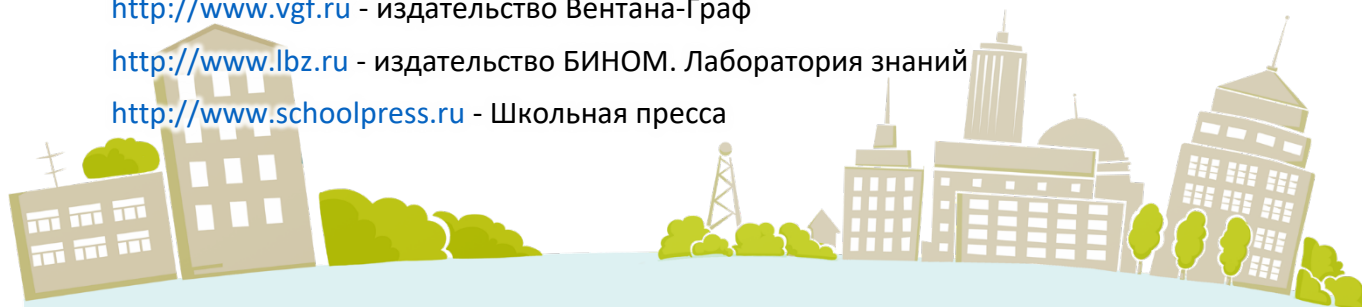 http://www.vgf.ru - издательство Вентана-Граф
http://www.lbz.ru - издательство БИНОМ. Лаборатория знаний
http://www.schoolpress.ru - Школьная пресса